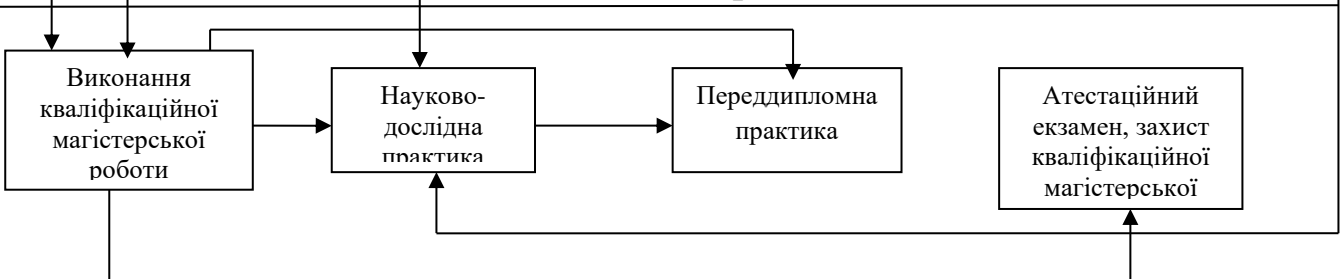 Виконання
кваліфікаційної
магістерської
роботи
Науково-
дослідна
практика
Переддипломна
практика
Атестаційний
екзамен, захист
кваліфікаційної
магістерської